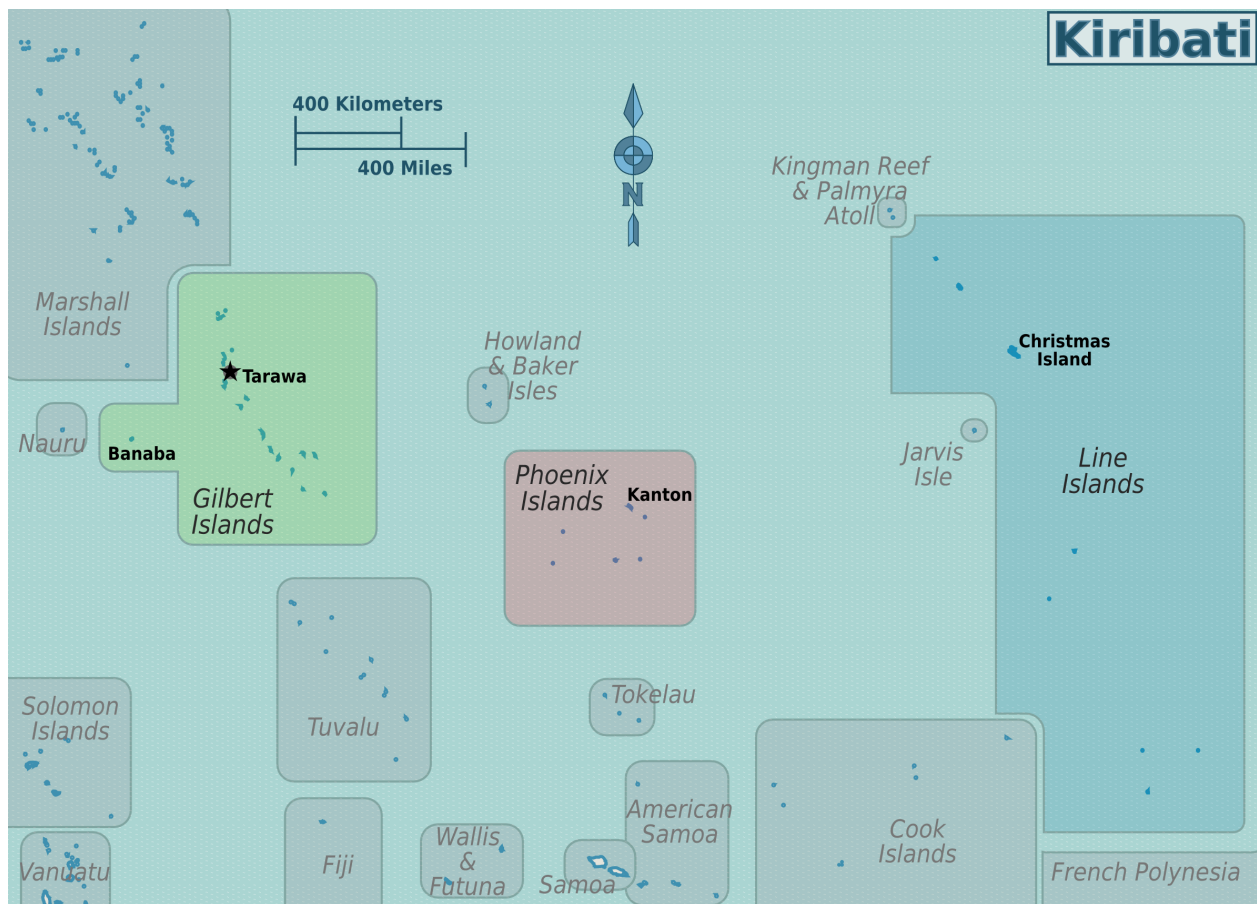 Kiribati
400 Kilometers
400 Miles
N
Kingman Reef
& Palmyra
Atoll
Marshall
Islands
Howland
& Baker
Isles
Christmas
Island
Tarawa
Nauru
Banaba
Gilbert
Islands
Phoenix
Islands
Kanton
Jarvis
Isle
Line
Islands
Solomon
Islands
Tuvalu
Tokelau
American
Samoa
Cook
Islands
Vanuatu
Fiji
Wallis
&
Futuna
Samoa
French Polynesia